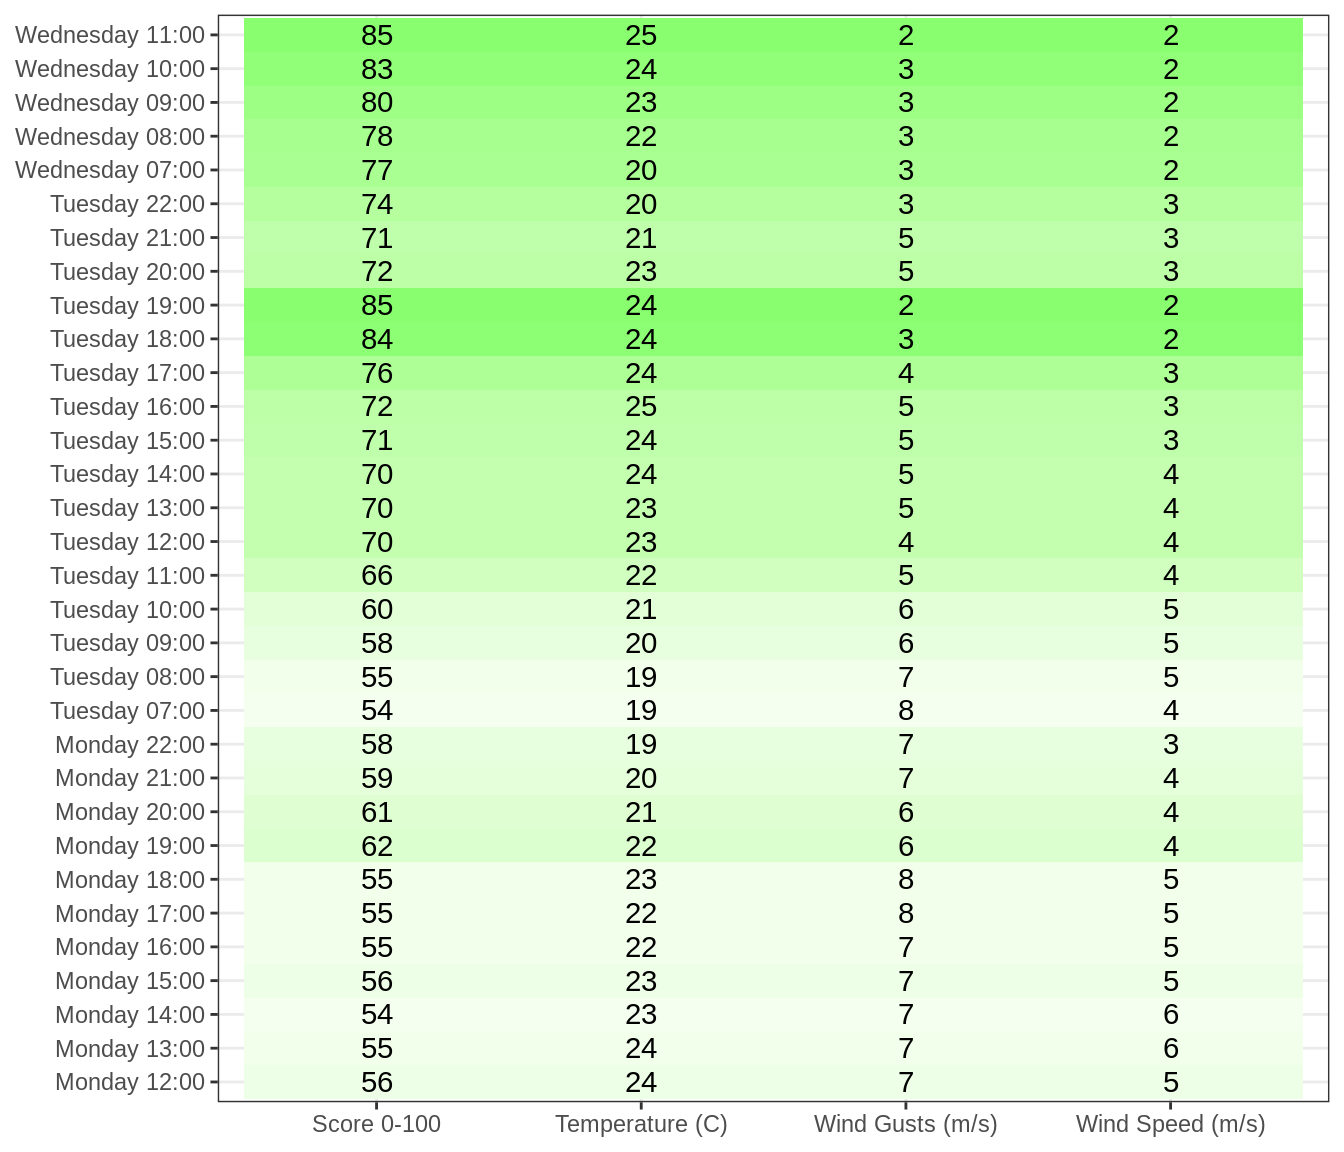 Wednesday 11:00 85 25 2 2
Wednesday 10:00 83 24 3 2
Wednesday 09:00 80 23 3 2
Wednesday 08:00 78 22 3 2
Wednesday 07:00 77 20 3 2
Tuesday 22:00 74 20 3 3
Tuesday 21:00 71 21 5 3
Tuesday 20:00 72 23 5 3
Tuesday 19:00 85 24 2 2
Tuesday 18:00 84 24 3 2
Tuesday 17:00 76 24 4 3
Tuesday 16:00 72 25 5 3
Tuesday 15:00 71 24 5 3
Tuesday 14:00 70 24 5 4
Tuesday 13:00 70 23 5 4
Tuesday 12:00 70 23 4 4
Tuesday 11:00 66 22 5 4
Tuesday 10:00 60 21 6 5
Tuesday 09:00 58 20 6 5
Tuesday 08:00 55 19 7 5
Tuesday 07:00 54 19 8 4
Monday 22:00 58 19 7 3
Monday 21:00 59 20 7 4
Monday 20:00 61 21 6 4
Monday 19:00 62 22 6 4
Monday 18:00 55 23 8 5
Monday 17:00 55 22 8 5
Monday 16:00 55 22 7 5
Monday 15:00 56 23 7 5
Monday 14:00 54 23 7 6
Monday 13:00 55 24 7 6
Monday 12:00 56 24 7 5
Score 0-100 Temperature (C) Wind Gusts (m/s) Wind Speed (m/s)